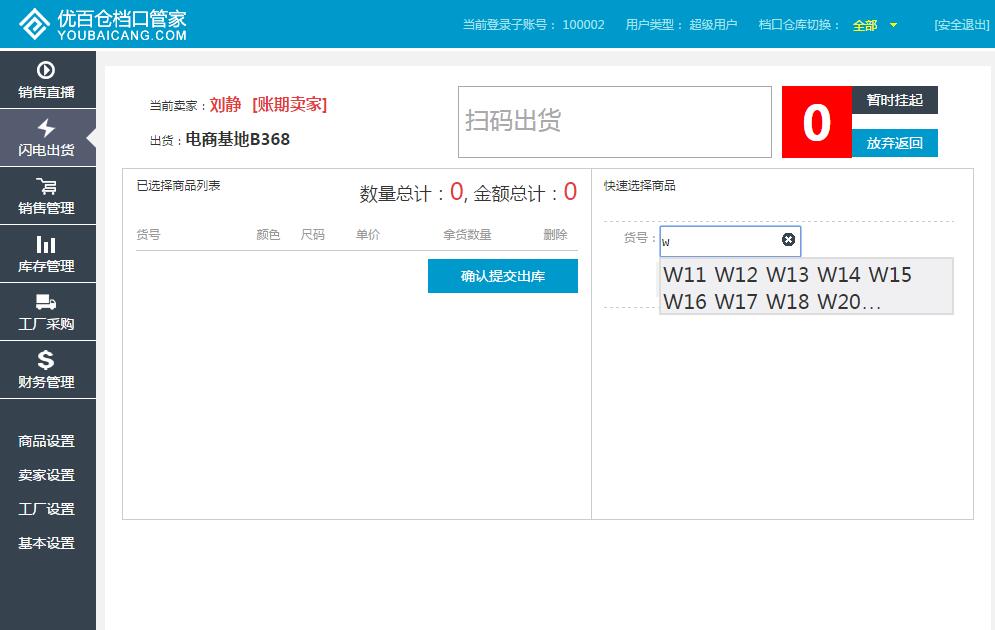 优百仓档口管家
YOUBAICANG.COM
当前登录子账号： 100002 用户类型： 超级用户 档口仓库切换： 全部 [安全退出]
销售直播
闪电出货
销售管理
库存管理
工厂采购
财务管理
商品设置
卖家设置
工厂设置
基本设置
当前卖家：刘静 [账期卖家]
出货：电商基地B368
扫码出货
0
暂时挂起
放弃返回
已选择商品列表
数量总计：0, 金额总计：0
货号 颜色 尺码 单价 拿货数量 删除
确认提交出库
快速选择商品
货号：w
W11 W12 W13 W14 W15
W16 W17 W18 W20...